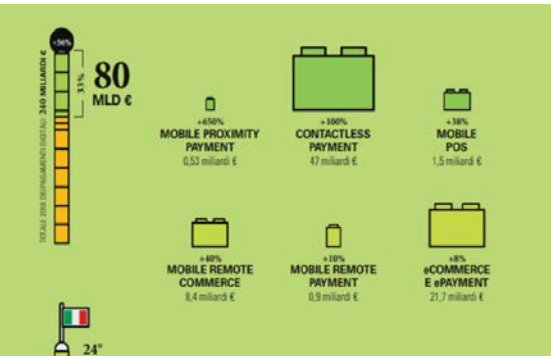 +56%
TOTALE 2018 DEI PAGAMENTI DIGITALI: 240 MILIARDI €
33%
80
MLD €
+650%
MOBILE PROXIMITY
PAYMENT
0,53 miliardi €
+100%
CONTACTLESS
PAYMENT
47 miliardi €
+38%
MOBILE
POS
1,5 miliardi €
+40%
MOBILE REMOTE
COMMERCE
8,4 miliardi €
+10%
MOBILE REMOTE
PAYMENT
0,9 miliardi €
+8%
eCOMMERCE
E ePAYMENT
21,7 miliardi €
24°